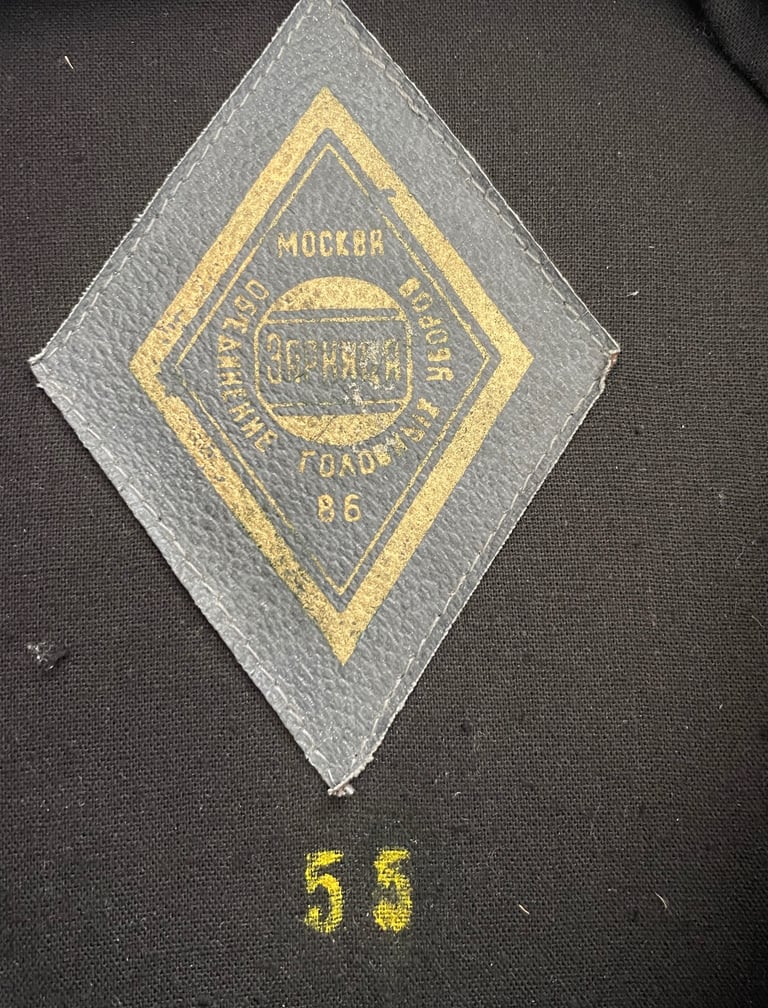 МОСКВА
ЗАРНИЦА
ОБЪЕДИНЕНИЕ ГОЛОВНЫХ УБОРОВ
86
55